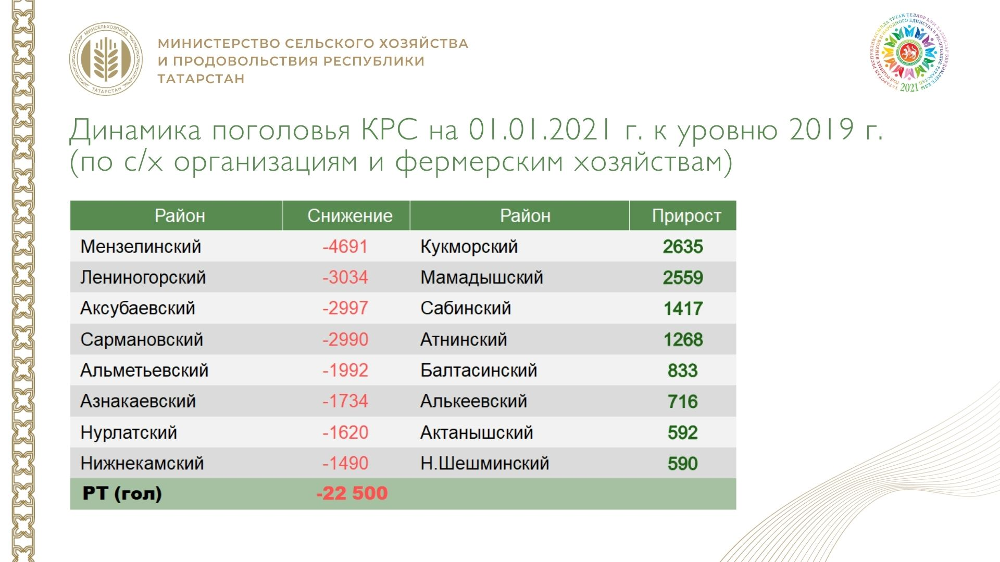 МИНСЕЛЬХОЗПРОД
ТАТАРСТАН
МИНИСТЕРСТВО СЕЛЬСКОГО ХОЗЯЙСТВА
И ПРОДОВОЛЬСТВИЯ РЕСПУБЛИКИ
ТАТАРСТАН
ТАТАРСТАН РЕСПУБЛИКАСЫНДА ТУГАН ТЕЛЛӘР ҺӘМ ХАЛЫКЛАР БЕРДӘМЛЕГЕ ЕЛЫ
ГОД РОДНЫХ ЯЗЫКОВ И НАРОДНОГО ЕДИНСТВА В РЕСПУБЛИКЕ ТАТАРСТАН
2021
Динамика поголовья КРС на 01.01.2021 г. к уровню 2019 г.
(по с/х организациям и фермерским хозяйствам)
Район Снижение Район Прирост
Мензелинский -4691 Кукморский 2635
Лениногорский -3034 Мамадышский 2559
Аксубаевский -2997 Сабинский 1417
Сармановский -2990 Атнинский 1268
Альметьевский -1992 Балтасинский 833
Азнакаевский -1734 Алькеевский 716
Нурлатский -1620 Актанышский 592
Нижнекамский -1490 Н.Шешминский 590
РТ (гол) -22 500